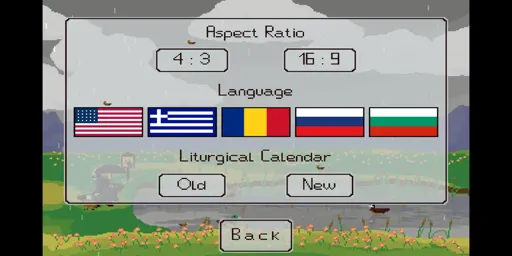 Aspect Ratio
4 : 3 16 : 9
Language
Liturgical Calendar
Old New
Back